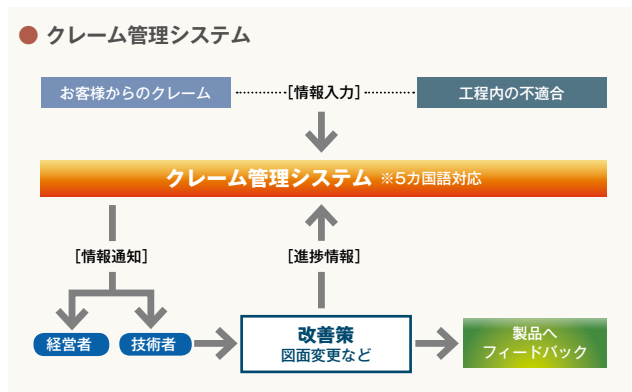 クレーム管理システム
お客様からのクレーム
[情報入力]
工程内の不適合
クレーム管理システム ※5カ国語対応
[情報通知]
[進捗情報]
経営者
技術者
改善策
図面変更など
製品へ
フィードバック